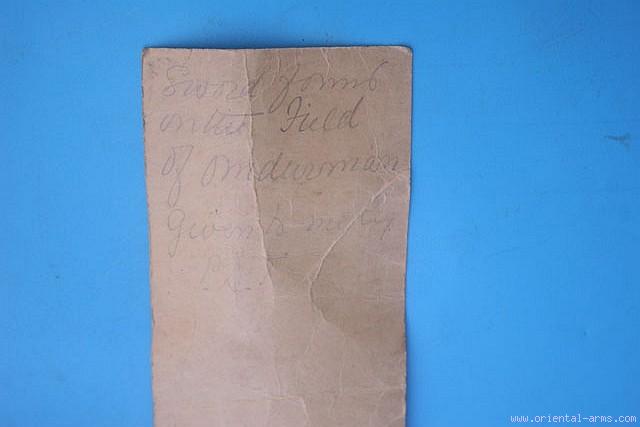 Sword found
on the Field
of Omdurman
Given to me by
www.oriental-arms.com